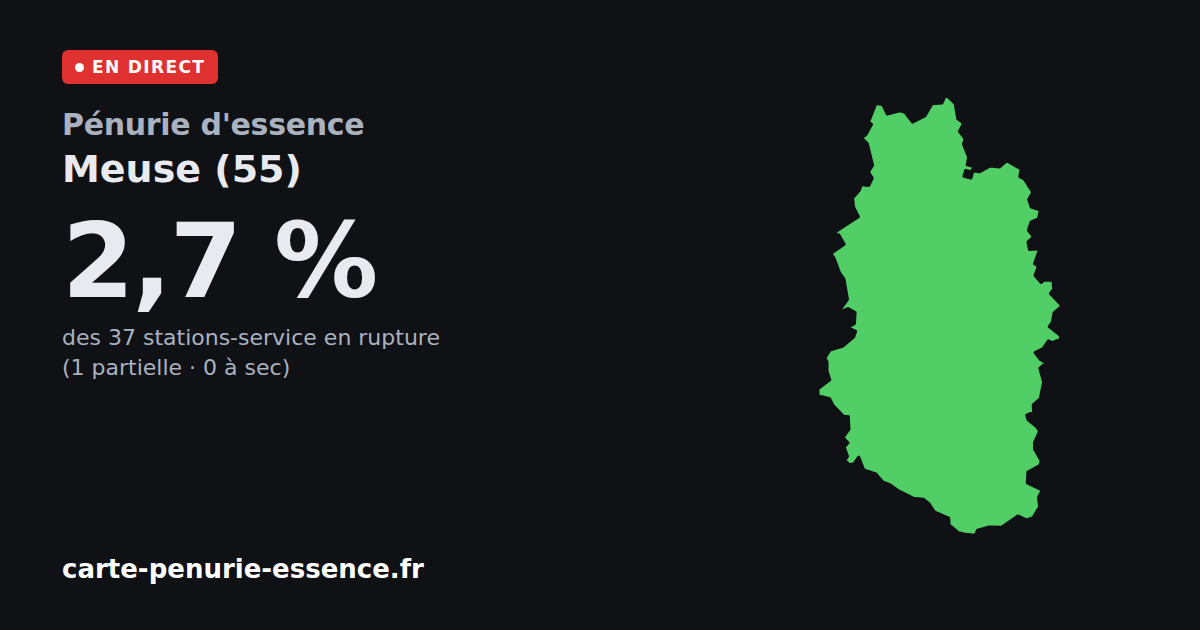 EN DIRECT
Pénurie d'essence
Meuse (55)
2,7 %
des 37 stations-service en rupture
(1 partielle · 0 à sec)
carte-penurie-essence.fr